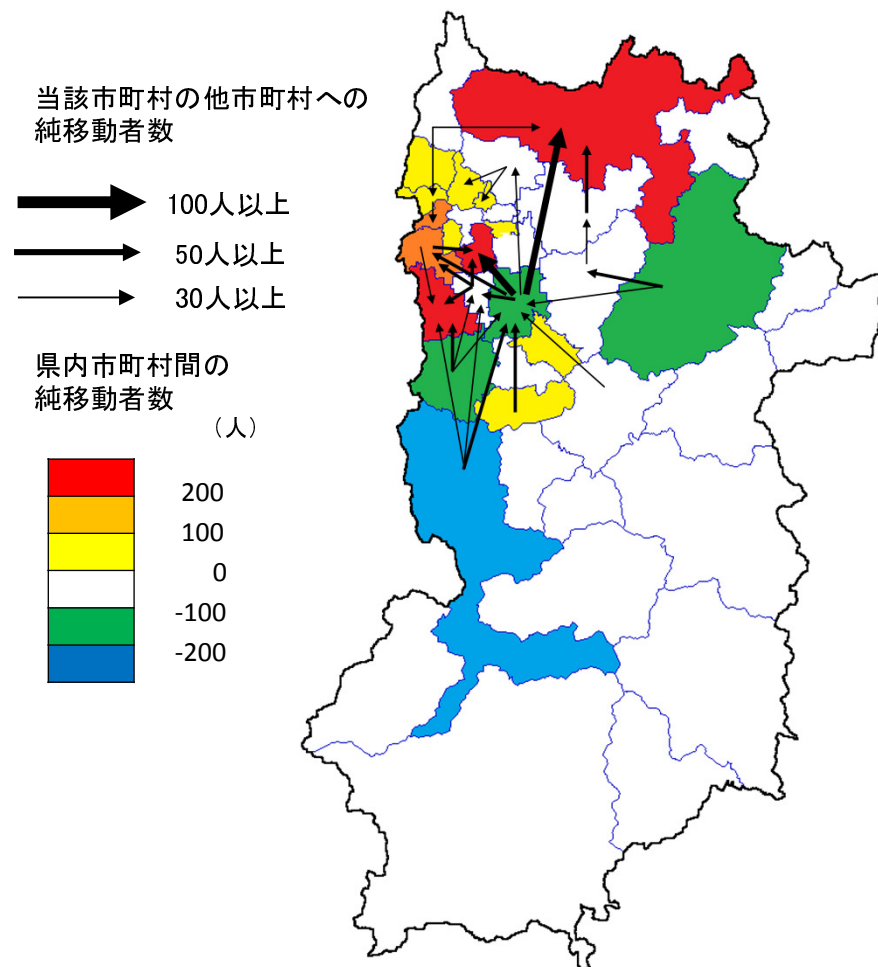 当該市町村の他市町村への
純移動者数
100人以上
50人以上
30人以上
県内市町村間の
純移動者数
（人）
200
100
0
-100
-200